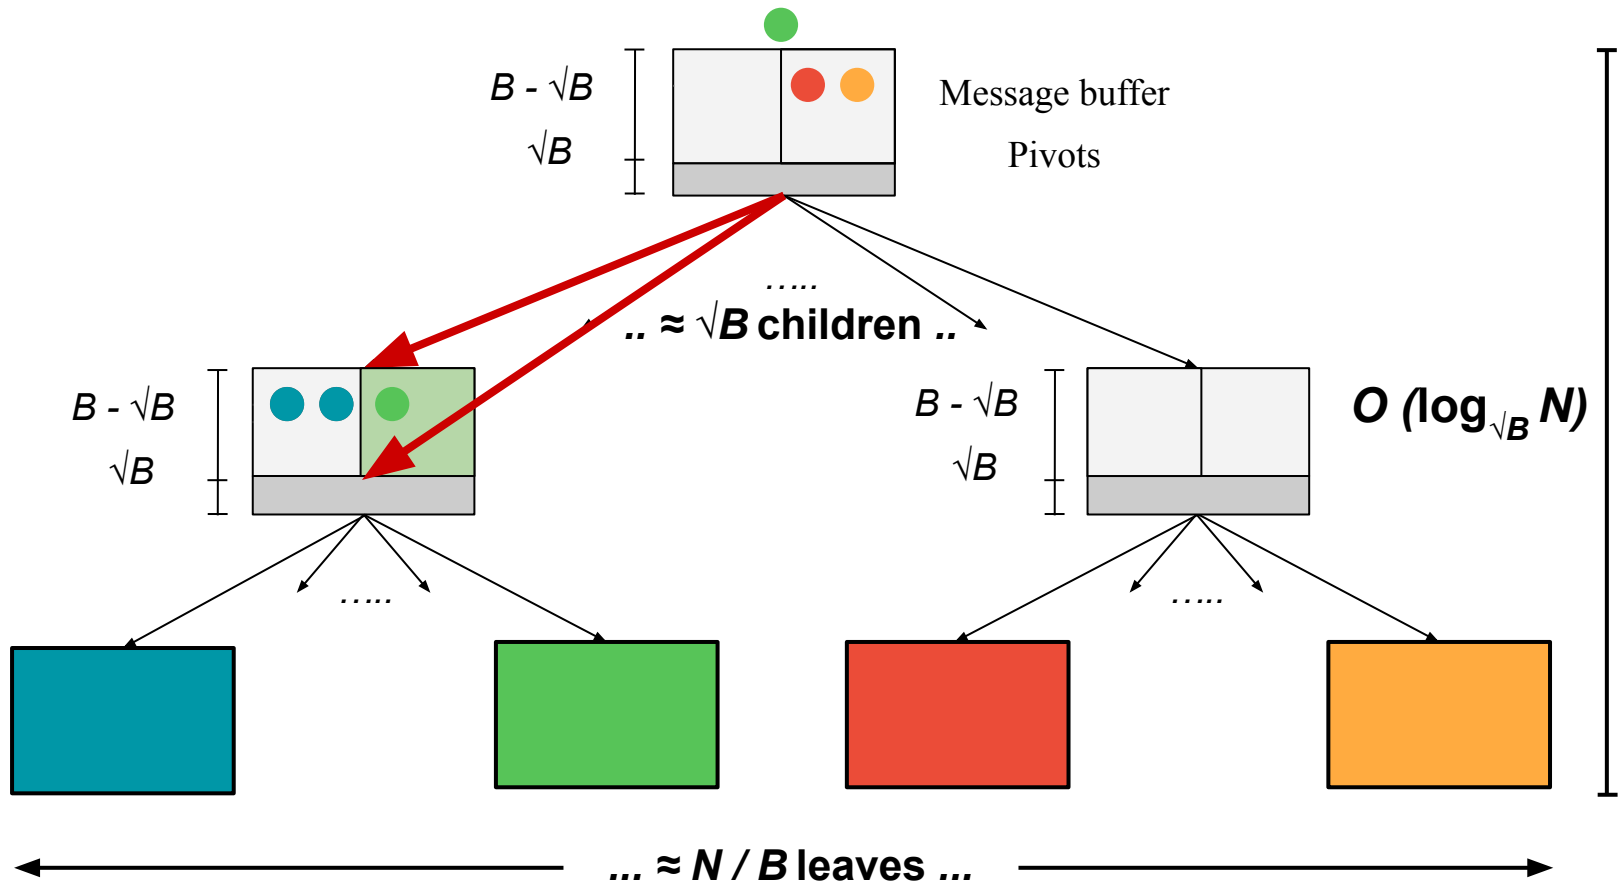 B - √B
Message buffer
√B
Pivots
.....
.. ≈ √B children ..
B - √B
√B
B - √B
√B
O (log√B N)
.....
.....
... ≈ N / B leaves ...